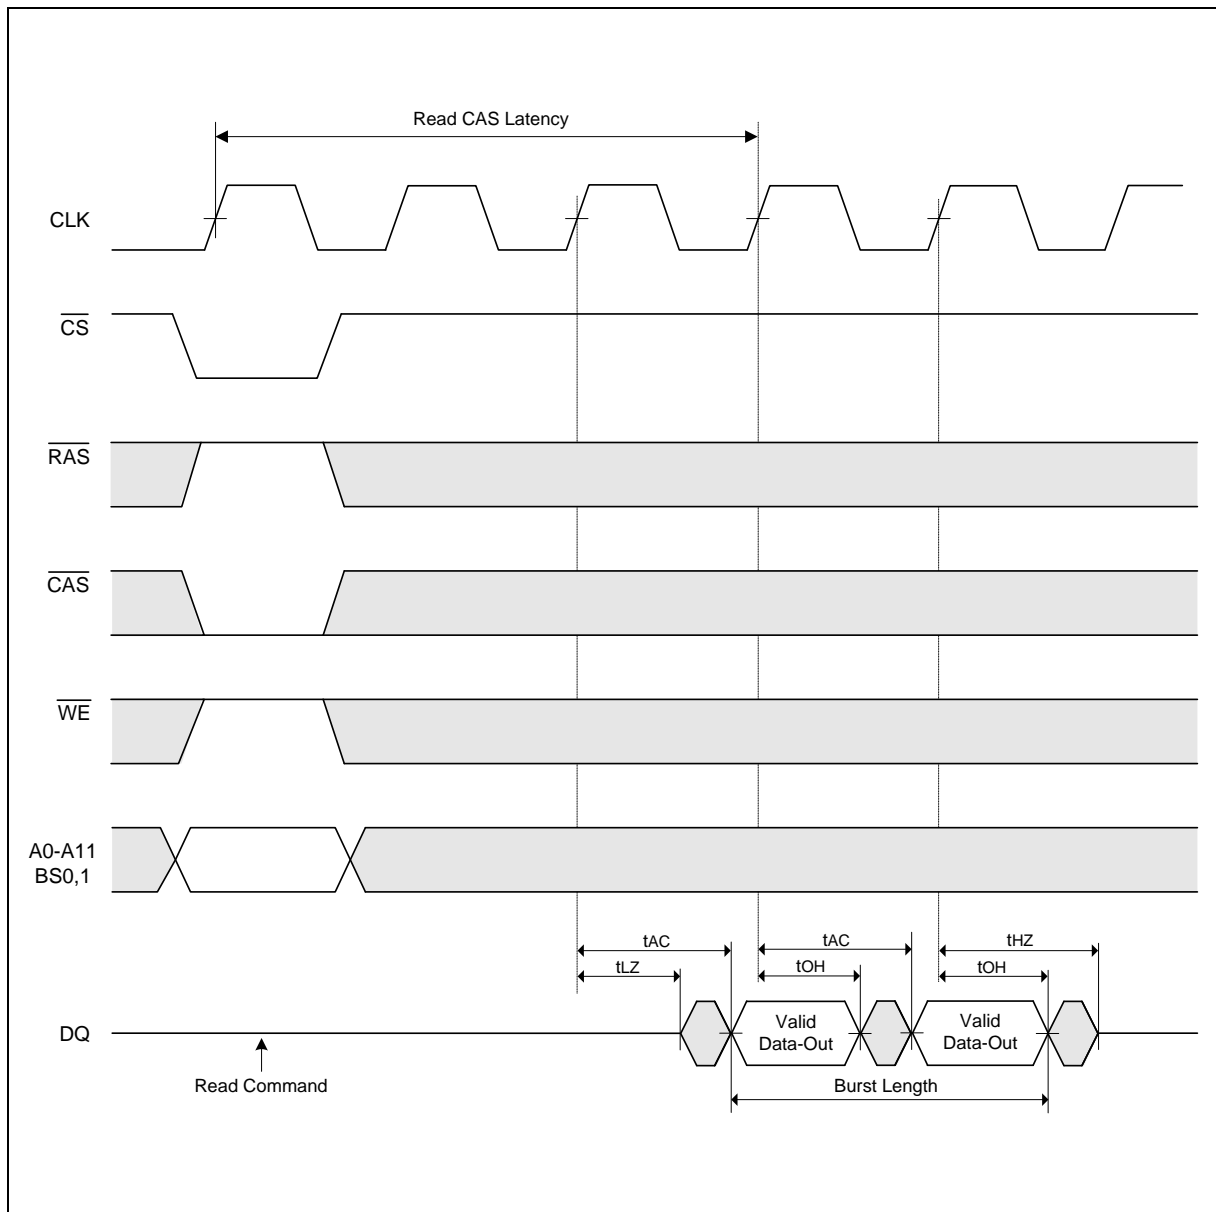 Read CAS Latency
CLK
CS
RAS
CAS
WE
A0-A11
BS0,1
tAC
tAC
tHZ
tLZ
tOH
tOH
DQ
Valid
Data-Out
Valid
Data-Out
Read Command
Burst Length